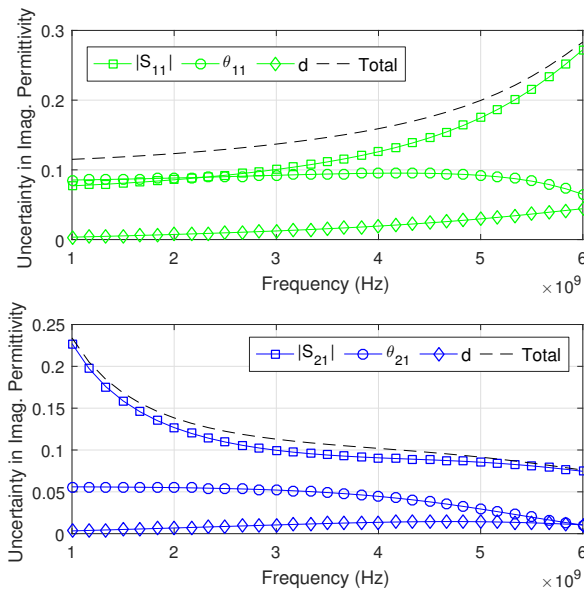 0.3
0.2
0.1
0
Uncertainty in Imag. Permittivity
|S11| θ11 d Total
1 2 3 4 5 6
Frequency (Hz)
×10^9
0.25
0.2
0.15
0.1
0.05
0
Uncertainty in Imag. Permittivity
|S21| θ21 d Total
1 2 3 4 5 6
Frequency (Hz)
×10^9